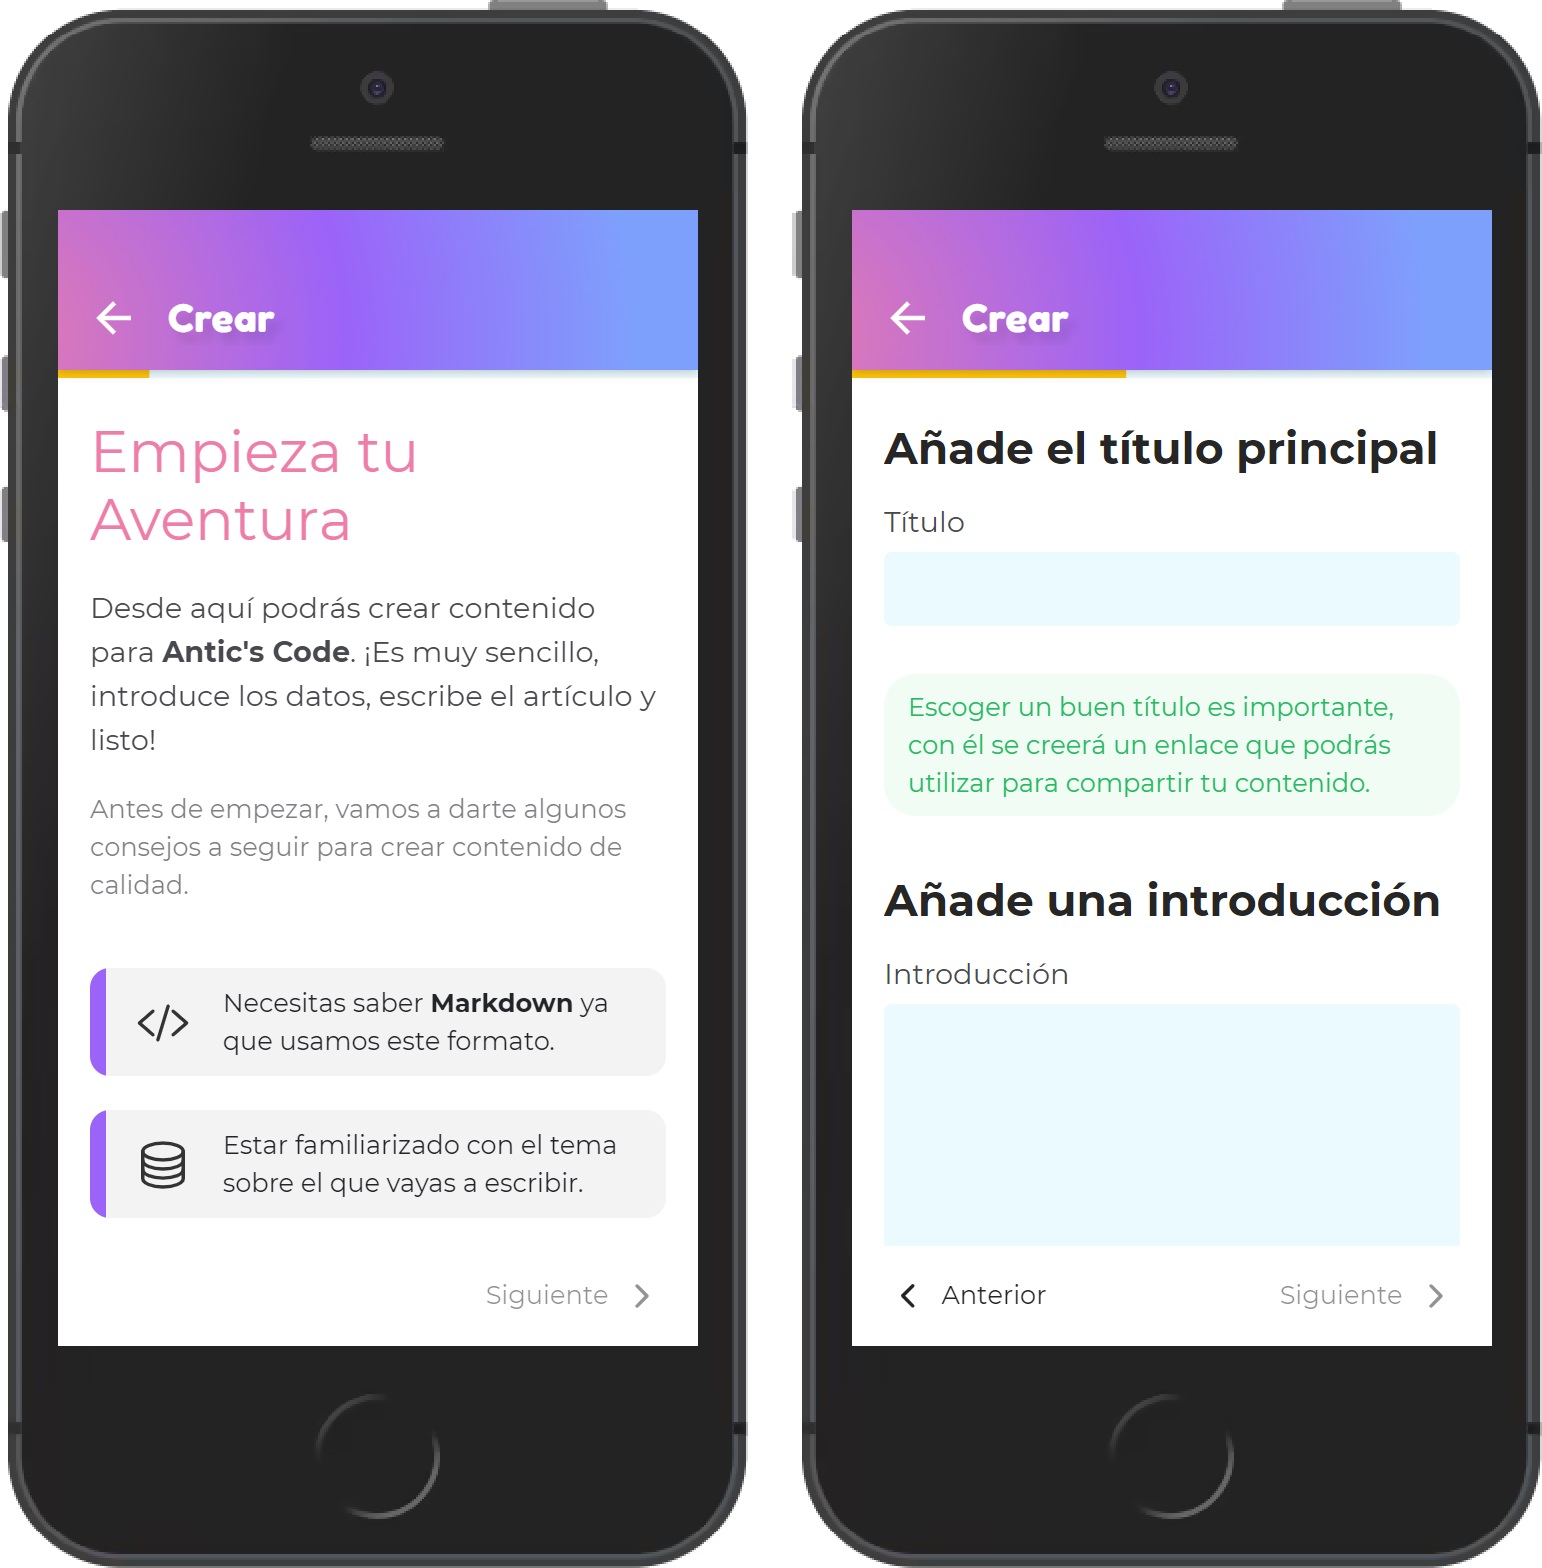 Crear
Empieza tu
Aventura
Desde aquí podrás crear contenido
para Antic's Code. ¡Es muy sencillo,
introduce los datos, escribe el artículo y
listo!
Antes de empezar, vamos a darte algunos
consejos a seguir para crear contenido de
calidad.
Necesitas saber Markdown ya
que usamos este formato.
Estar familiarizado con el tema
sobre el que vayas a escribir.
Siguiente
Crear
Añade el título principal
Título
Escoger un buen título es importante,
con él se creerá un enlace que podrás
utilizar para compartir tu contenido.
Añade una introducción
Introducción
Anterior
Siguiente